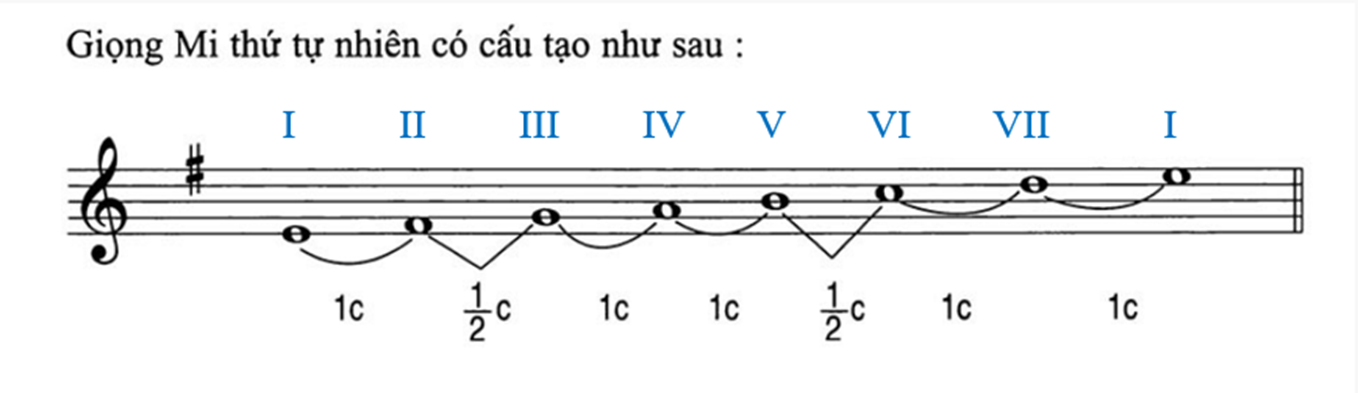 Giọng Mi thứ tự nhiên có cấu tạo như sau :
I II III IV V VI VII I
1c 1/2c 1c 1c 1/2c 1c 1c